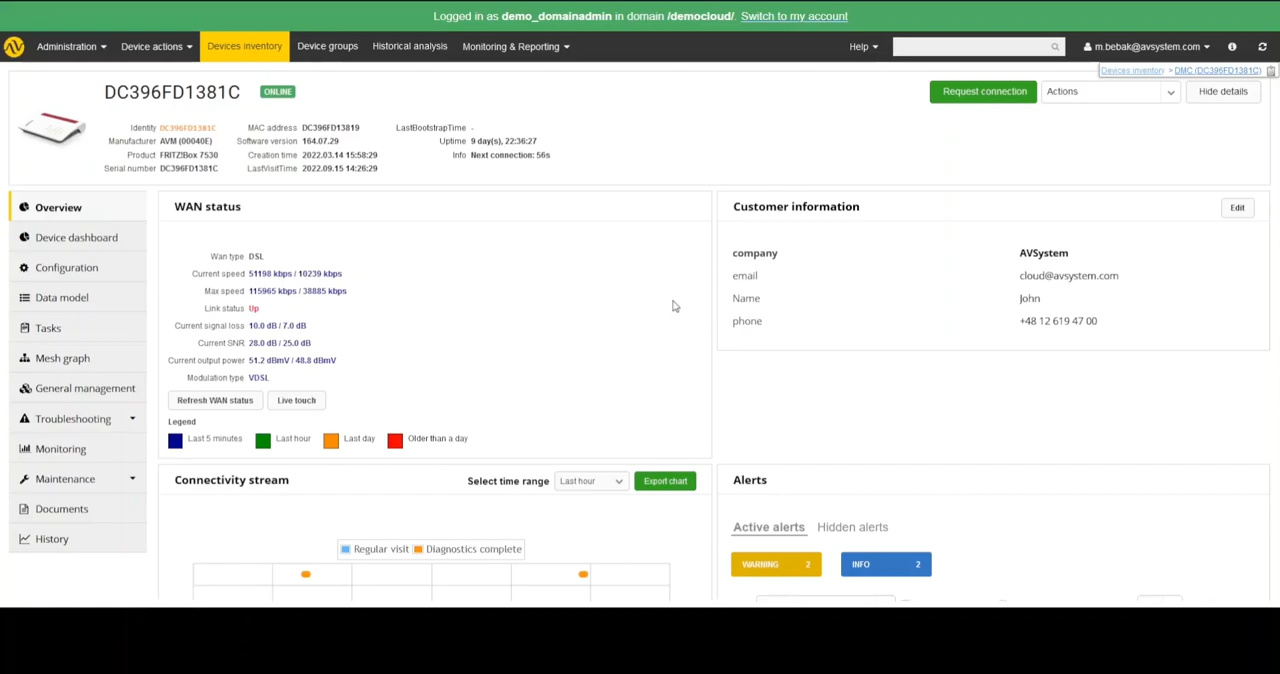 Logged in as demo_domainadmin in domain /democloud/. Switch to my account
Administration Device actions Devices inventory Device groups Historical analysis Monitoring & Reporting Help m.bebak@avsystem.com
Devices inventory > DMC (DC396FD1381C)
DC396FD1381C ONLINE Request connection Actions Hide details
Identity DC396FD1381C MAC address DC396FD13819 LastBootstrapTime -
Manufacturer AVM (00040E) Software version 164.07.29 Uptime 9 day(s), 22:36:27
Product FRITZ!Box 7530 Creation time 2022.03.14 15:58:29 Info Next connection: 56s
Serial number DC396FD1381C LastVisitTime 2022.09.15 14:26:29
Overview
Device dashboard
Configuration
Data model
Tasks
Mesh graph
General management
Troubleshooting
Monitoring
Maintenance
Documents
History
WAN status
Wan type DSL
Current speed 51198 kbps / 10239 kbps
Max speed 115965 kbps / 38885 kbps
Link status Up
Current signal loss 10.0 dB / 7.0 dB
Current SNR 28.0 dB / 25.0 dB
Current output power 51.2 dBmV / 48.8 dBmV
Modulation type VDSL
Refresh WAN status Live touch
Legend
Last 5 minutes Last hour Last day Older than a day
Customer information Edit
company AVSystem
email cloud@avsystem.com
Name John
phone +48 12 619 47 00
Connectivity stream Select time range Last hour Export chart
Regular visit Diagnostics complete
Alerts
Active alerts Hidden alerts
WARNING 2 INFO 2